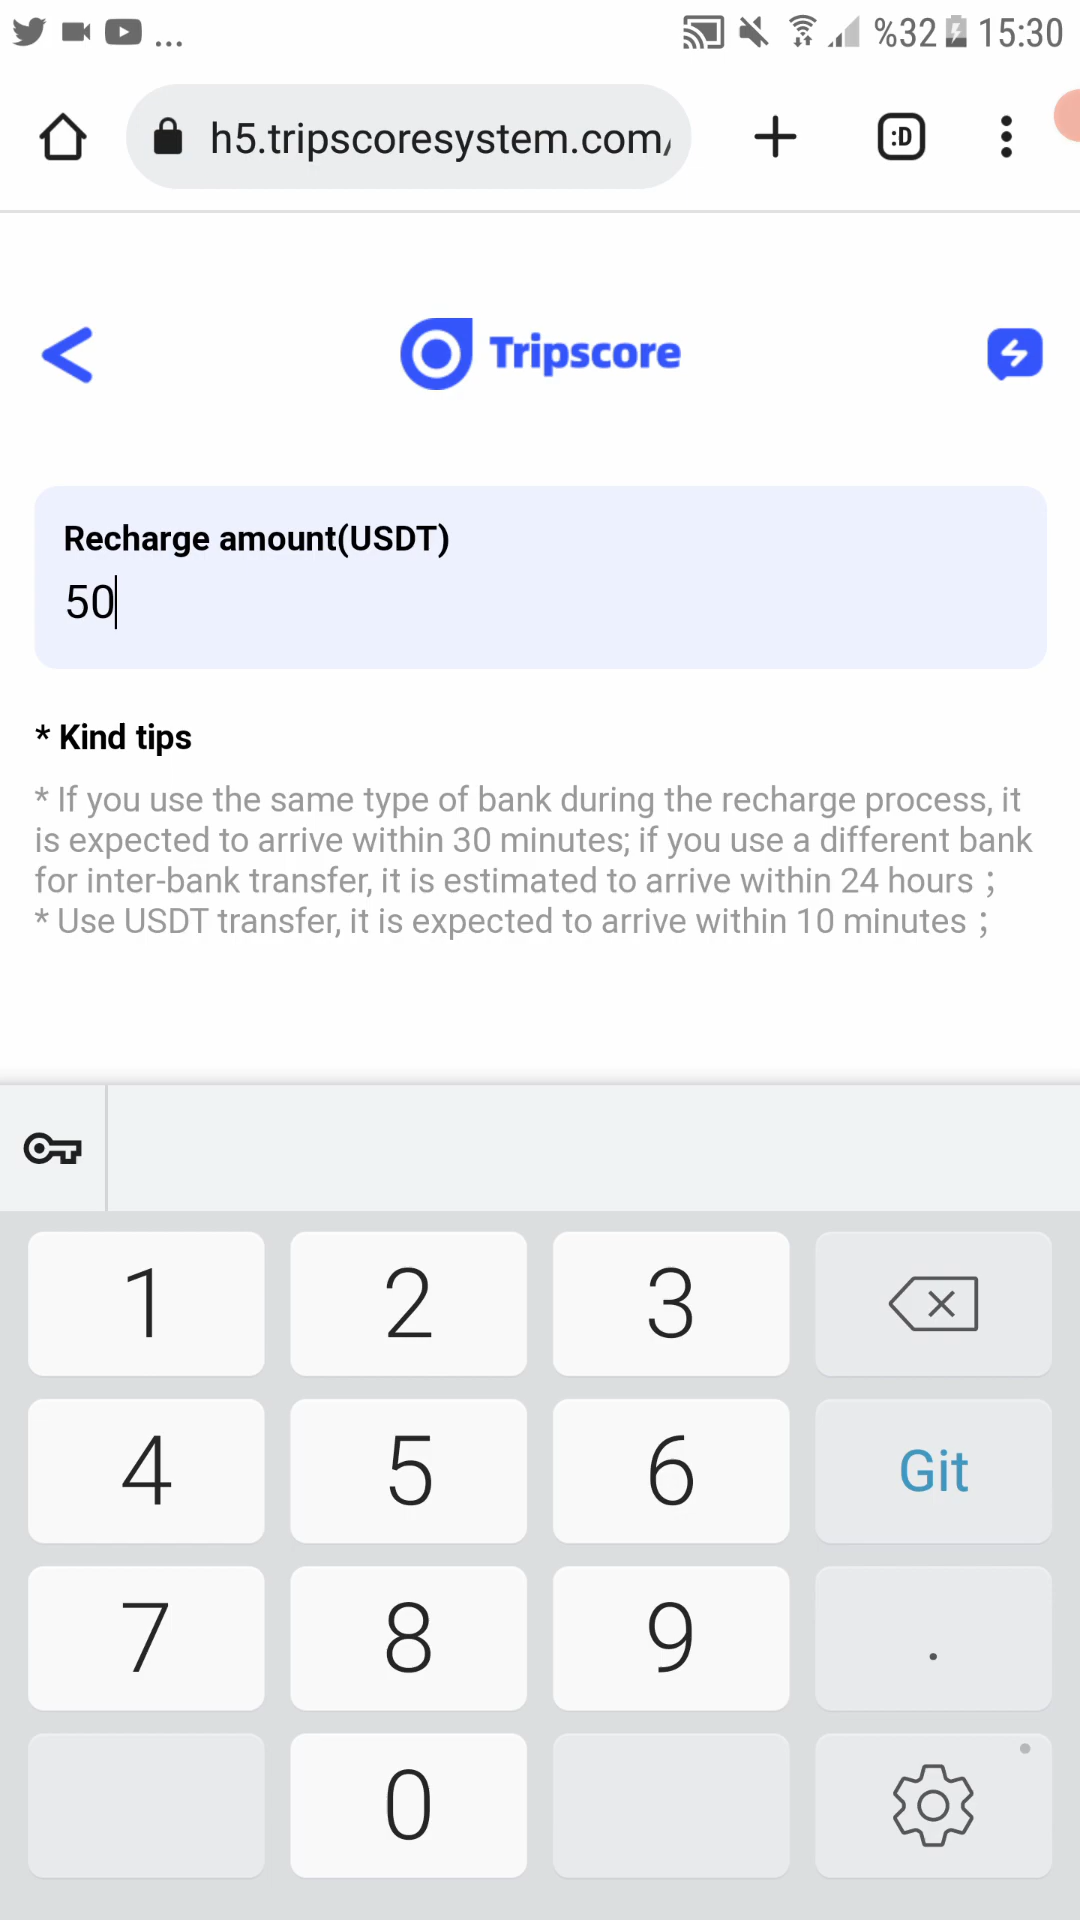 ... %32 15:30
h5.tripscoresystem.com/ :D
Tripscore
Recharge amount(USDT)
50
* Kind tips
* If you use the same type of bank during the recharge process, it
is expected to arrive within 30 minutes; if you use a different bank
for inter-bank transfer, it is estimated to arrive within 24 hours ;
* Use USDT transfer, it is expected to arrive within 10 minutes ;
1 2 3
4 5 6 Git
7 8 9 .
0